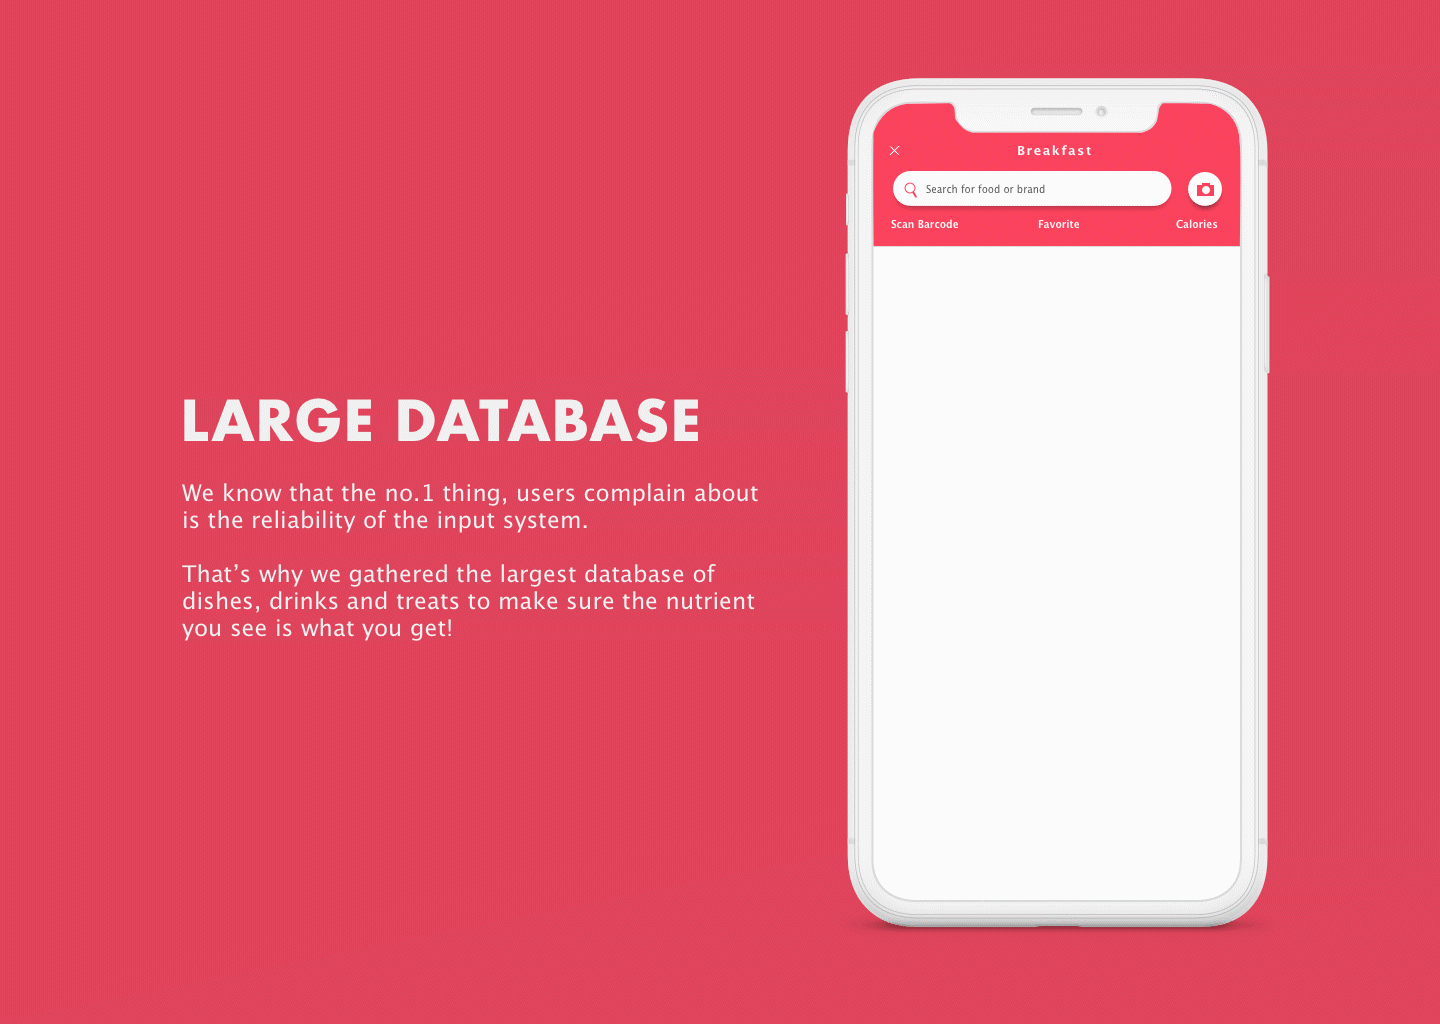 LARGE DATABASE
We know that the no.1 thing, users complain about
is the reliability of the input system.
That’s why we gathered the largest database of
dishes, drinks and treats to make sure the nutrient
you see is what you get!
Breakfast
Search for food or brand
Scan Barcode
Favorite
Calories